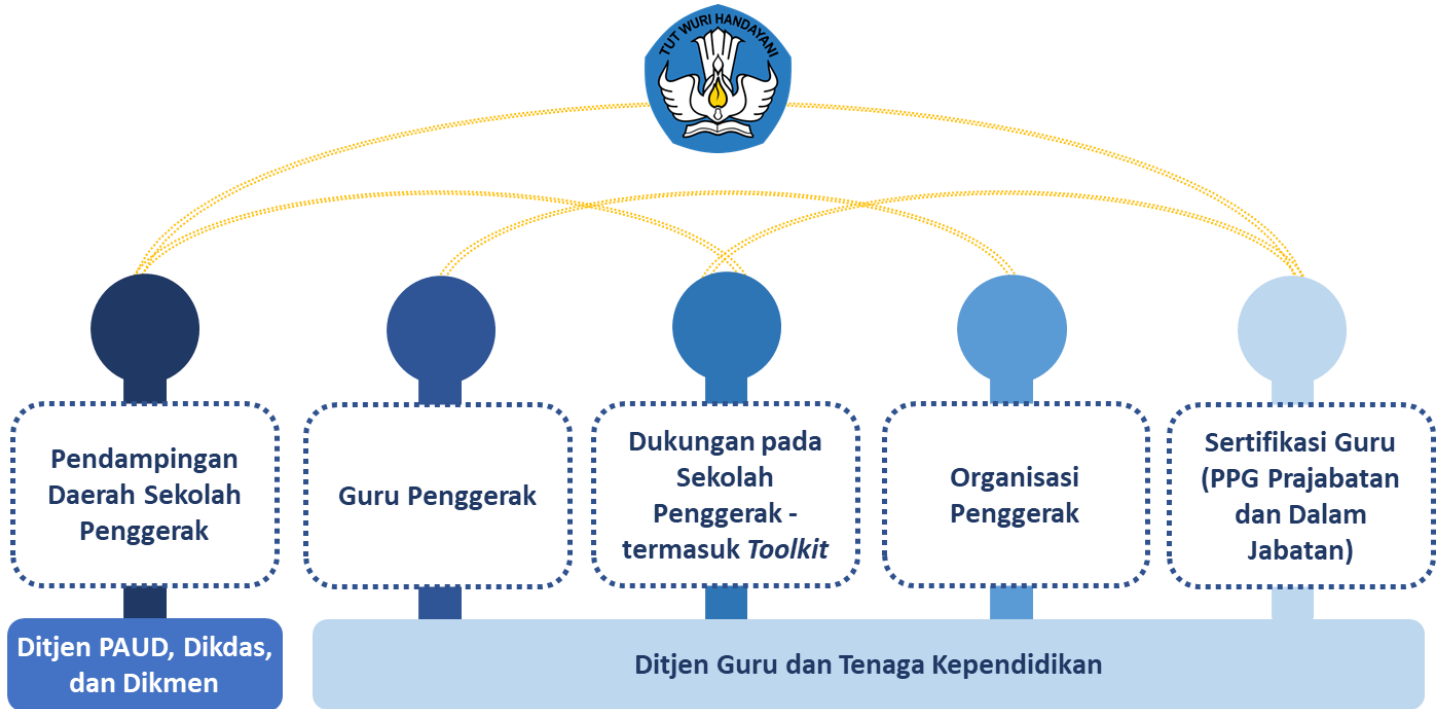 TUT WURI HANDAYANI
Pendampingan
Daerah Sekolah
Penggerak
Guru Penggerak
Dukungan pada
Sekolah
Penggerak -
termasuk Toolkit
Organisasi
Penggerak
Sertifikasi Guru
(PPG Prajabatan
dan Dalam
Jabatan)
Ditjen PAUD, Dikdas,
dan Dikmen
Ditjen Guru dan Tenaga Kependidikan